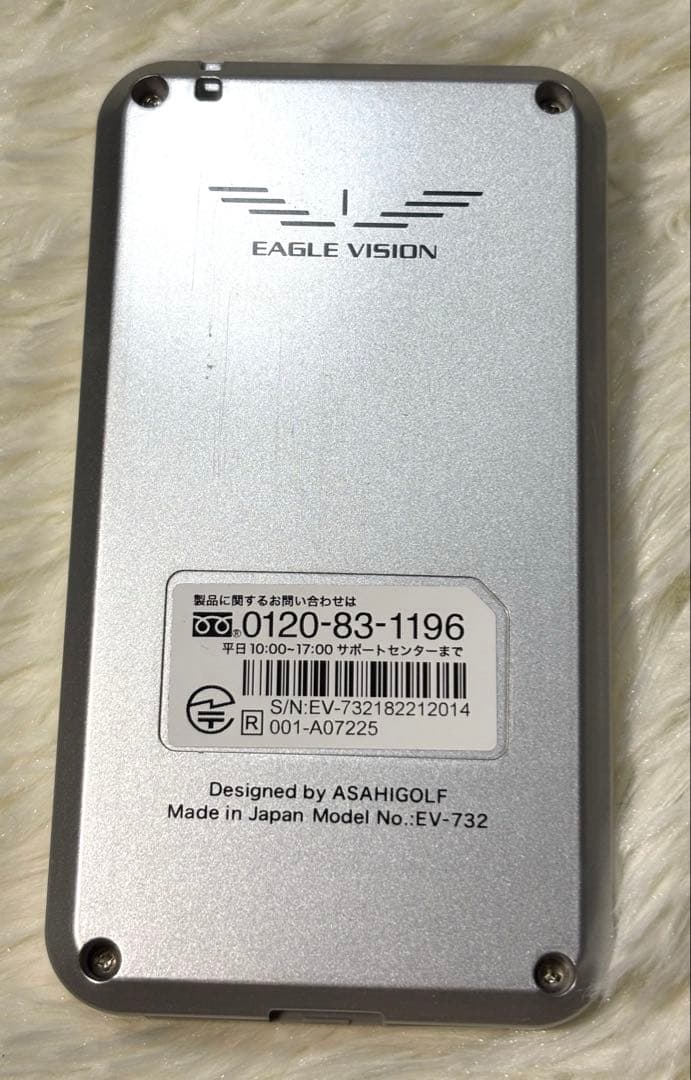 EAGLE VISION
製品に関するお問い合わせは
®0120-83-1196
平日10:00~17:00 サポートセンターまで
S/N:EV-732182212014
R 001-A07225
Designed by ASAHIGOLF
Made in Japan Model No.:EV-732